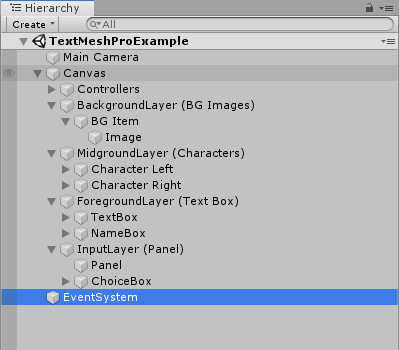 Hierarchy
Create
All
TextMeshProExample
Main Camera
Canvas
Controllers
BackgroundLayer (BG Images)
BG Item
Image
MidgroundLayer (Characters)
Character Left
Character Right
ForegroundLayer (Text Box)
TextBox
NameBox
InputLayer (Panel)
Panel
ChoiceBox
EventSystem